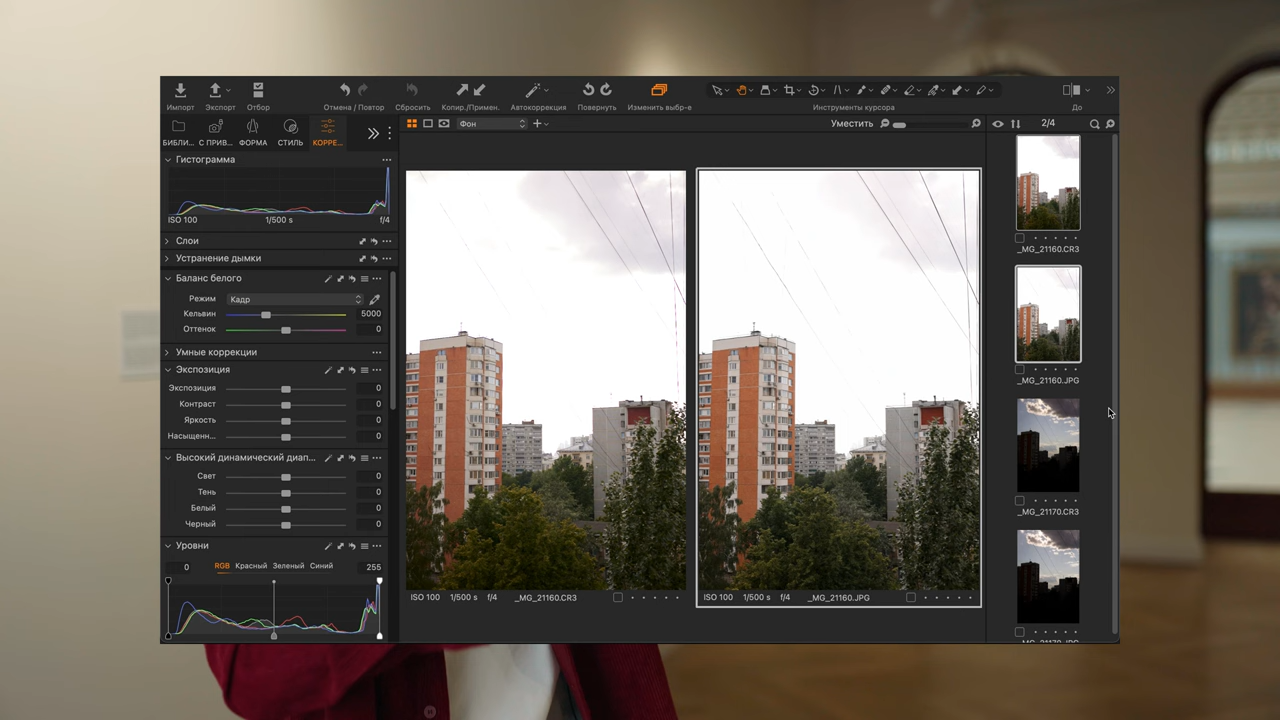 Импорт Экспорт Отбор Отмена / Повтор Сбросить Копир./Примен. Автокоррекция Повернуть Изменить выбр-е Инструменты курсора До
БИБЛИ... С ПРИВ... ФОРМА СТИЛЬ КОРРЕ...
Фон
Уместить
2/4
Гистограмма
ISO 100 1/500 s f/4
Слои
Устранение дымки
Баланс белого
Режим Кадр
Кельвин 5000
Оттенок 0
Умные коррекции
Экспозиция
Экспозиция 0
Контраст 0
Яркость 0
Насыщенн... 0
Высокий динамический диап...
Свет 0
Тень 0
Белый 0
Черный 0
Уровни
0 RGB Красный Зеленый Синий 255
ISO 100 1/500 s f/4 _MG_21160.CR3
ISO 100 1/500 s f/4 _MG_21160.JPG
_MG_21160.CR3
_MG_21160.JPG
_MG_21170.CR3